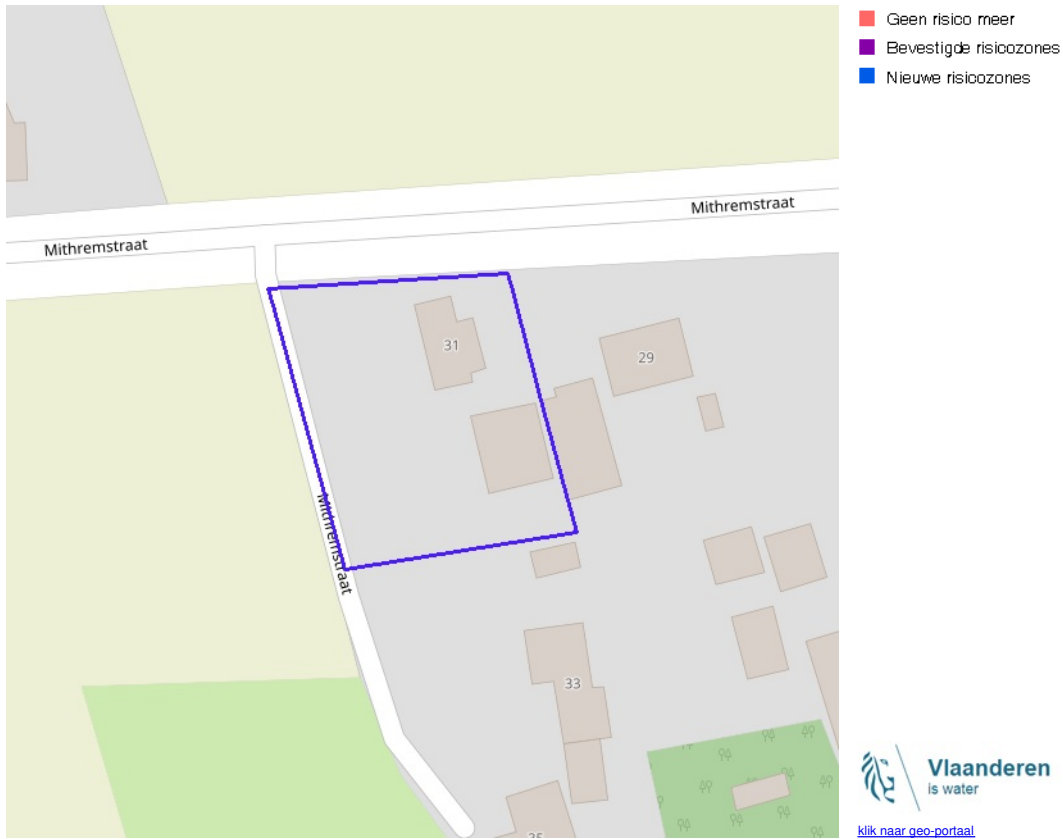 Geen risico meer
Bevestigde risicozones
Nieuwe risicozones
Mithremstraat
Mithremstraat
31
29
Mithremstraat
33
35
Vlaanderen
is water
klik naar geo-portaal